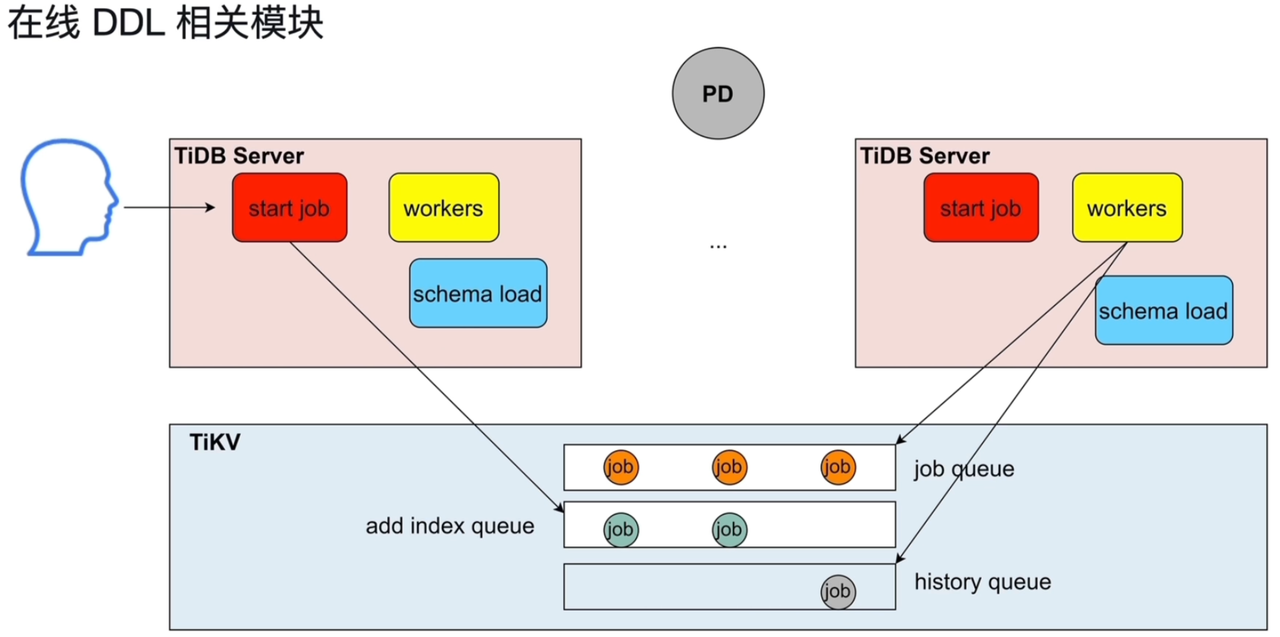 在线 DDL 相关模块
PD
TiDB Server
start job
workers
schema load
...
TiDB Server
start job
workers
schema load
TiKV
job
job
job
job queue
add index queue
job
job
job
history queue